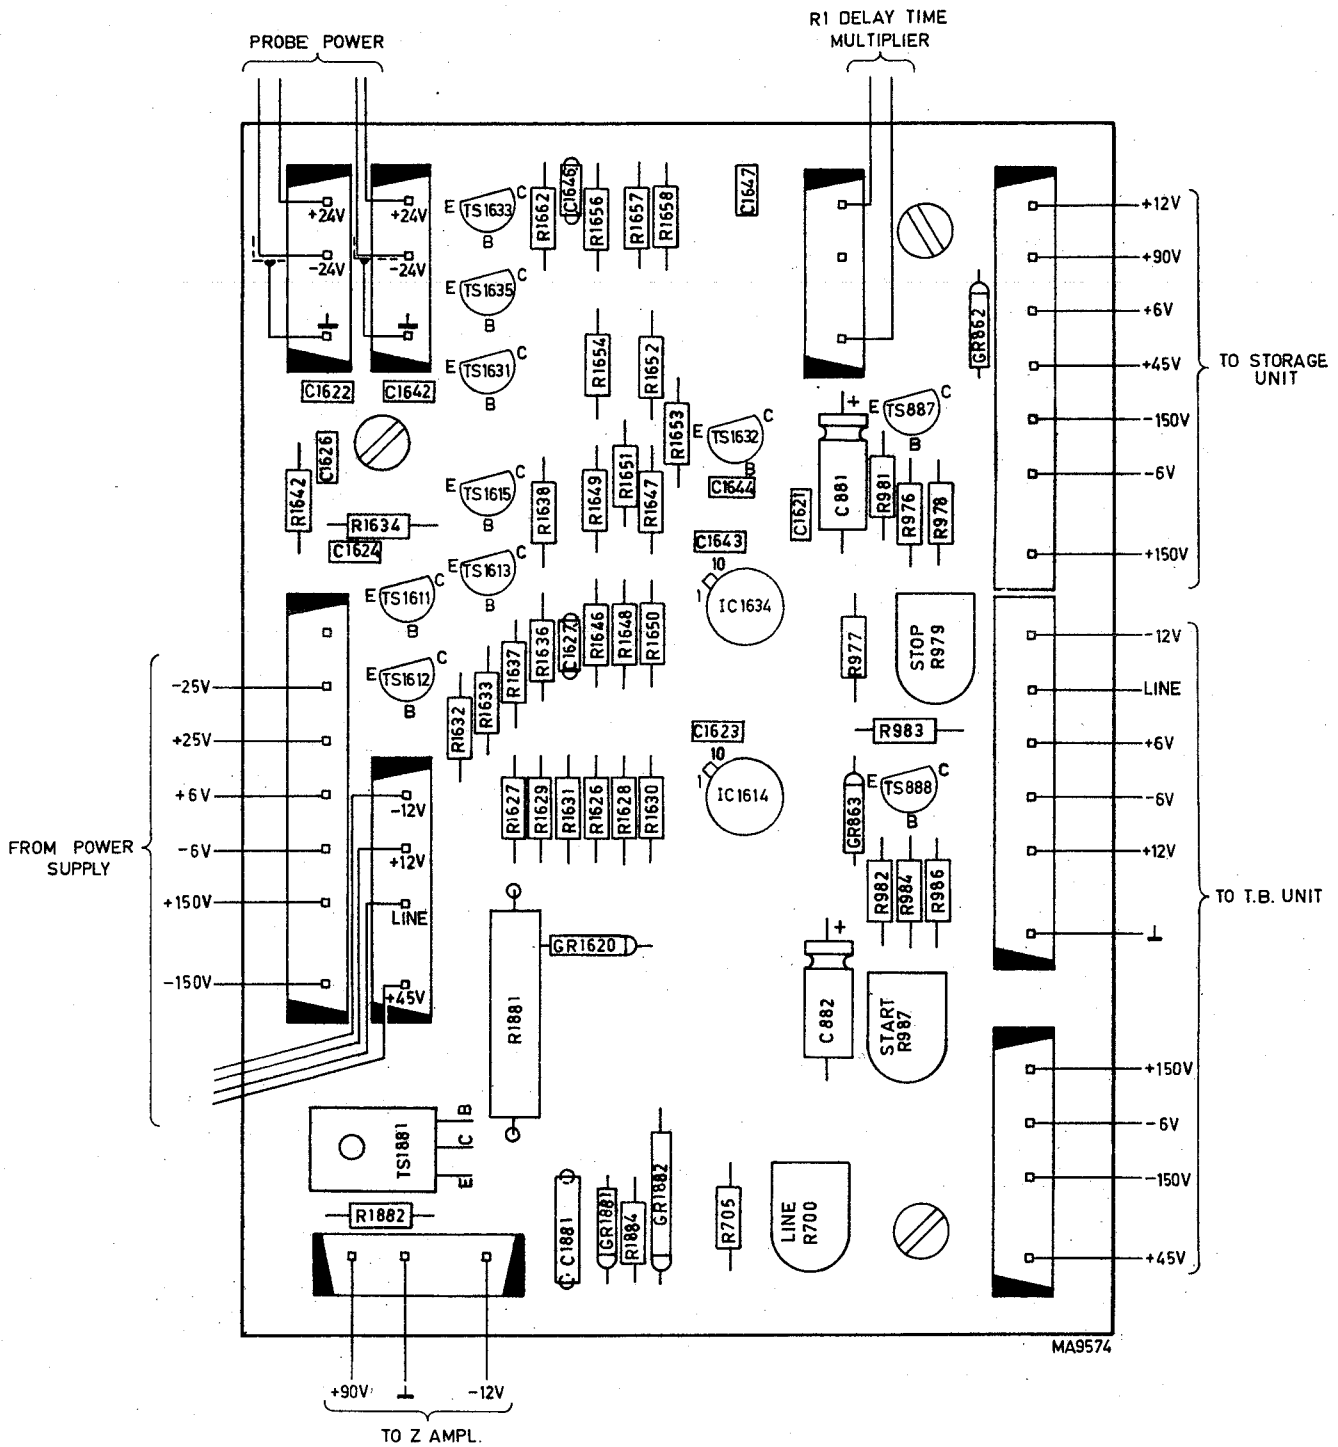 R1 DELAY TIME
MULTIPLIER
PROBE POWER
+24V
-24V
+24V
-24V
C1622
C1642
E TS1633 C
B
E TS1635 C
B
E TS1631 C
B
R1662
C1646
R1656
R1657
R1658
C1647
R1654
R1652
R1653
E TS1632 C
B
C1644
+
C881
E TS887 C
B
GR862
+12V
+90V
+6V
+45V
-150V
-6V
+150V
TO STORAGE
UNIT
C1626
R1642
R1634
C1624
E TS1615 C
B
E TS1613 C
B
E TS1611 C
B
E TS1612 C
B
R1638
R1649
R1651
R1647
C1643
C1621
R981
R976
R978
10
1
IC1634
R1632
R1633
R1637
R1636
C1627
R1646
R1648
R1650
R977
STOP
R979
-12V
LINE
+6V
-6V
+12V
TO T.B. UNIT
-25V
+25V
+6V
-6V
+150V
-150V
FROM POWER
SUPPLY
-12V
+12V
LINE
+45V
C1623
10
1
IC1614
R983
R1627
R1629
R1631
R1626
R1628
R1630
GR863
E TS888 C
B
R982
R984
R986
GR1620
R1881
+
C882
START
R987
+150V
-6V
-150V
+45V
TS1881
B
C
E
R1882
C1881
GR1881
R1884
GR1882
R705
LINE
R700
MA9574
+90V
-12V
TO Z AMPL.